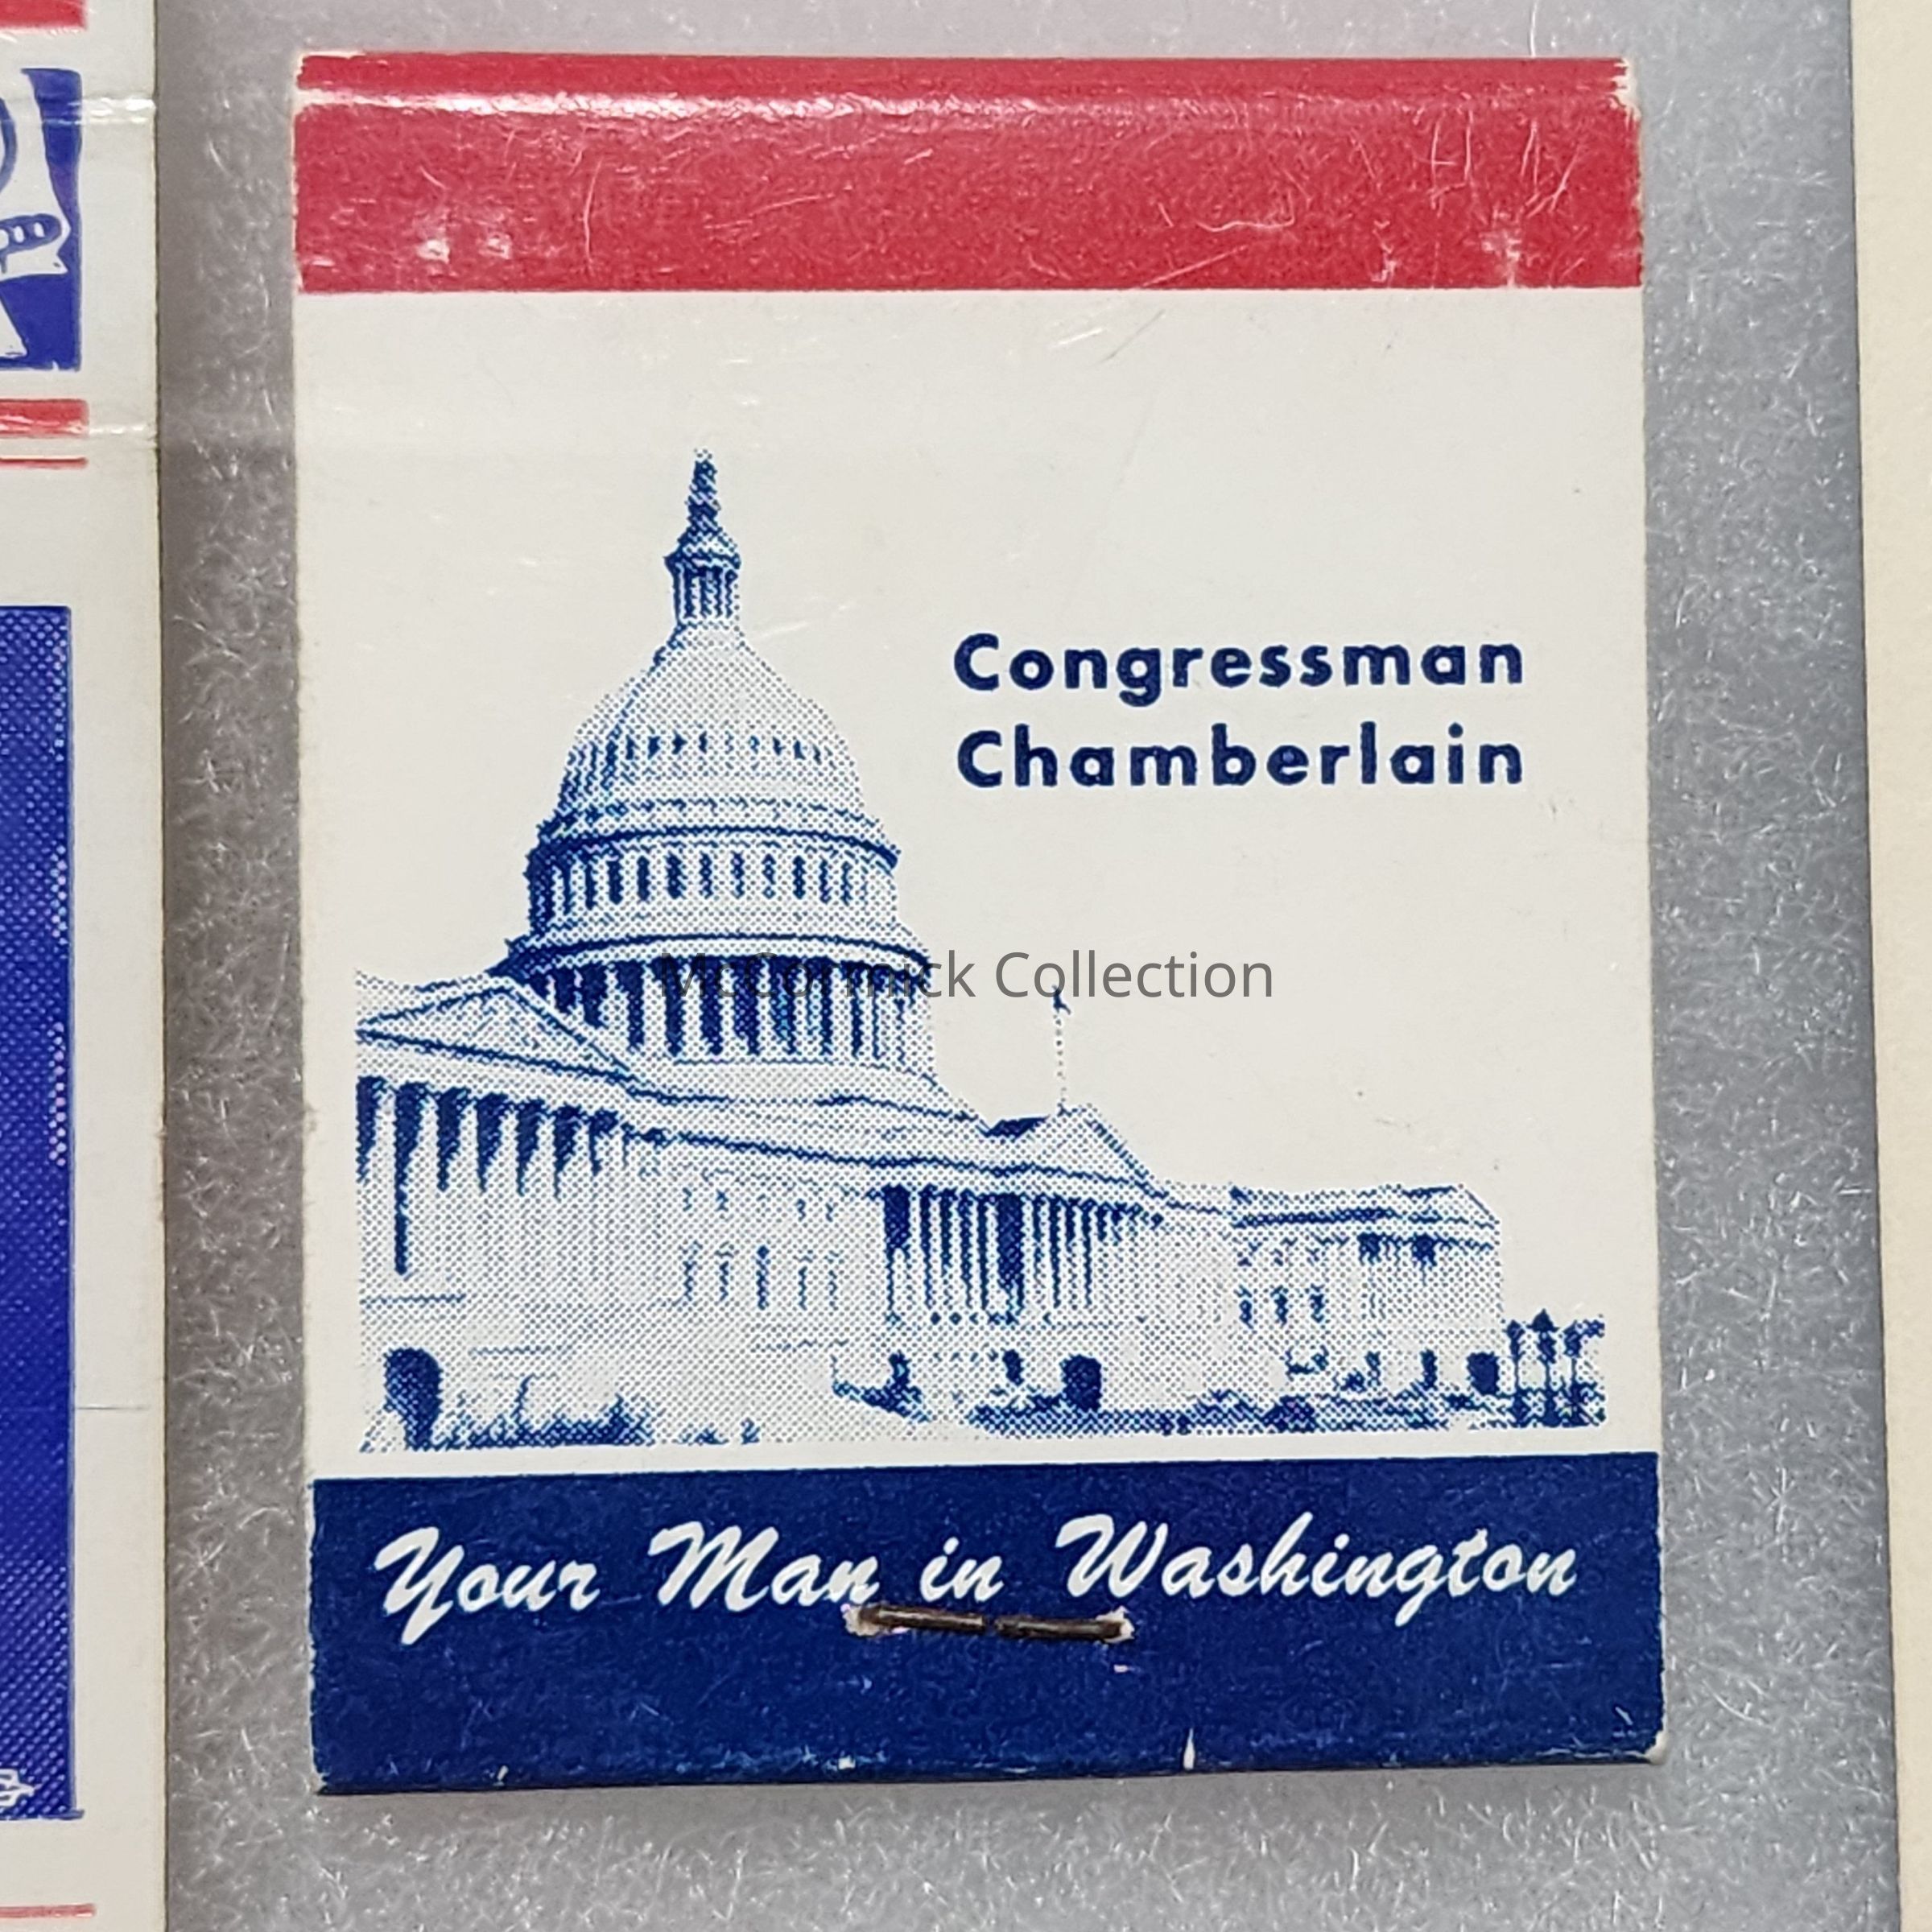 Congressman
Chamberlain
McCormick Collection
Your Man in Washington